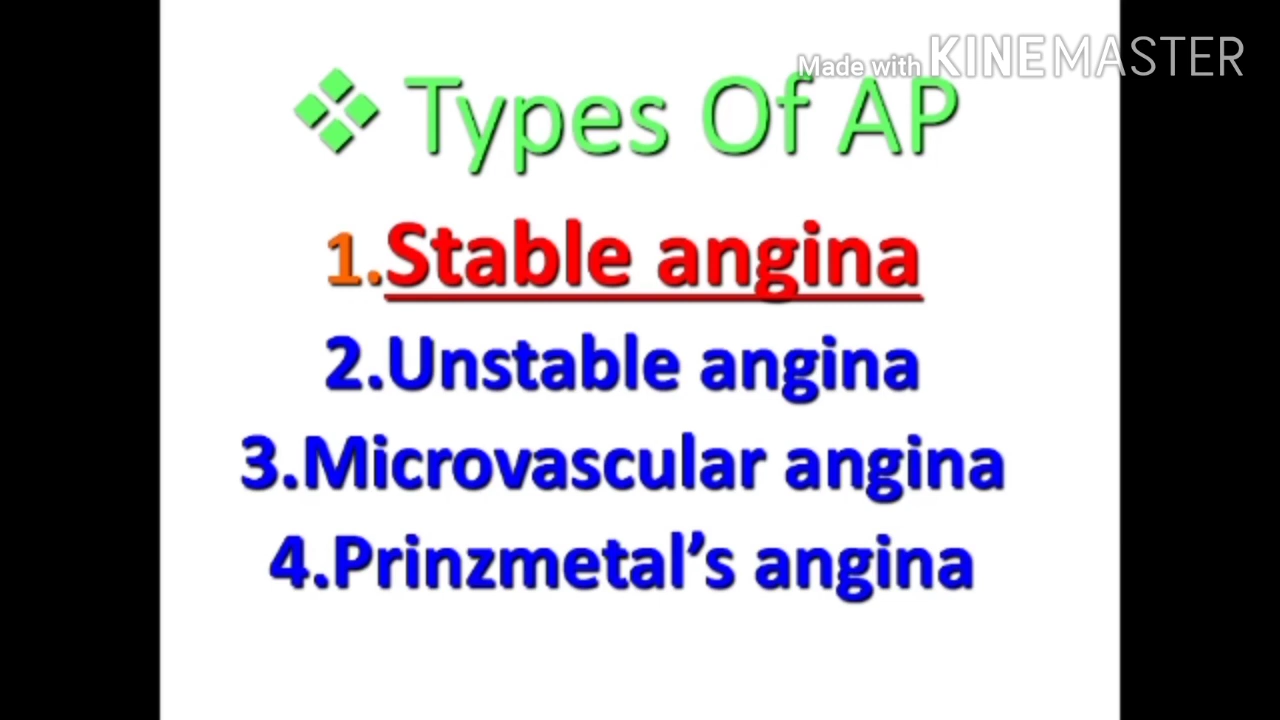 Made with KINEMASTER
❖ Types Of AP
1.Stable angina
2.Unstable angina
3.Microvascular angina
4.Prinzmetal’s angina